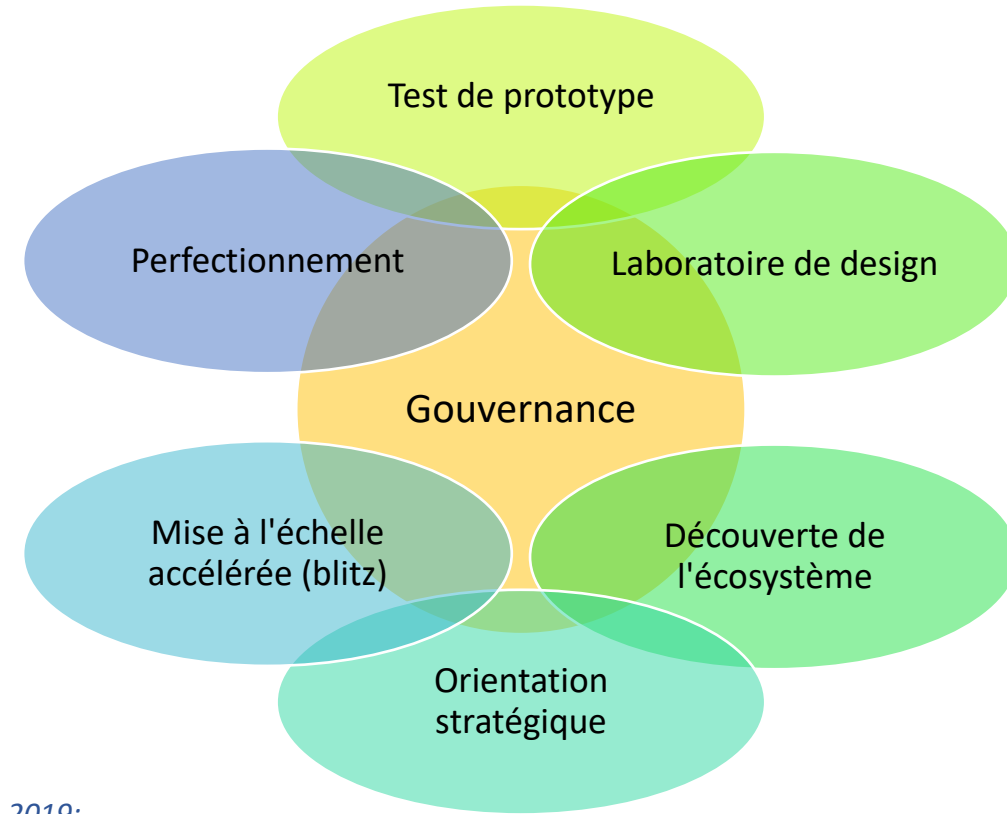 Test de prototype
Perfectionnement
Laboratoire de design
Gouvernance
Mise à l'échelle
accélérée (blitz)
Découverte de
l'écosystème
Orientation
stratégique
2019: